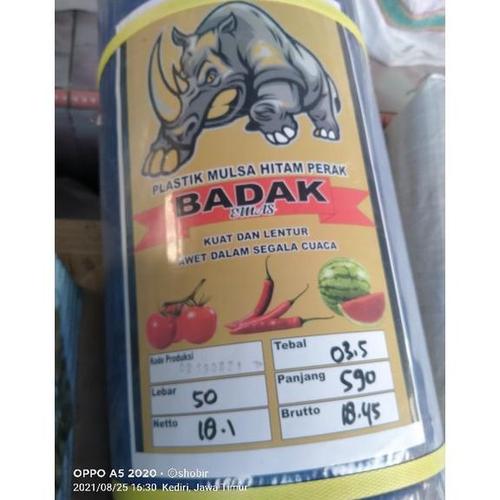 PLASTIK MULSA HITAM PERAK
BADAK
EMAS
KUAT DAN LENTUR
AWET DALAM SEGALA CUACA
Kode Produksi
Tebal 03.5
Lebar 50
Panjang 590
Netto 18.1
Brutto 18.45
OPPO A5 2020 · ©shobir
2021/08/25 16:30 Kediri, Jawa Timur